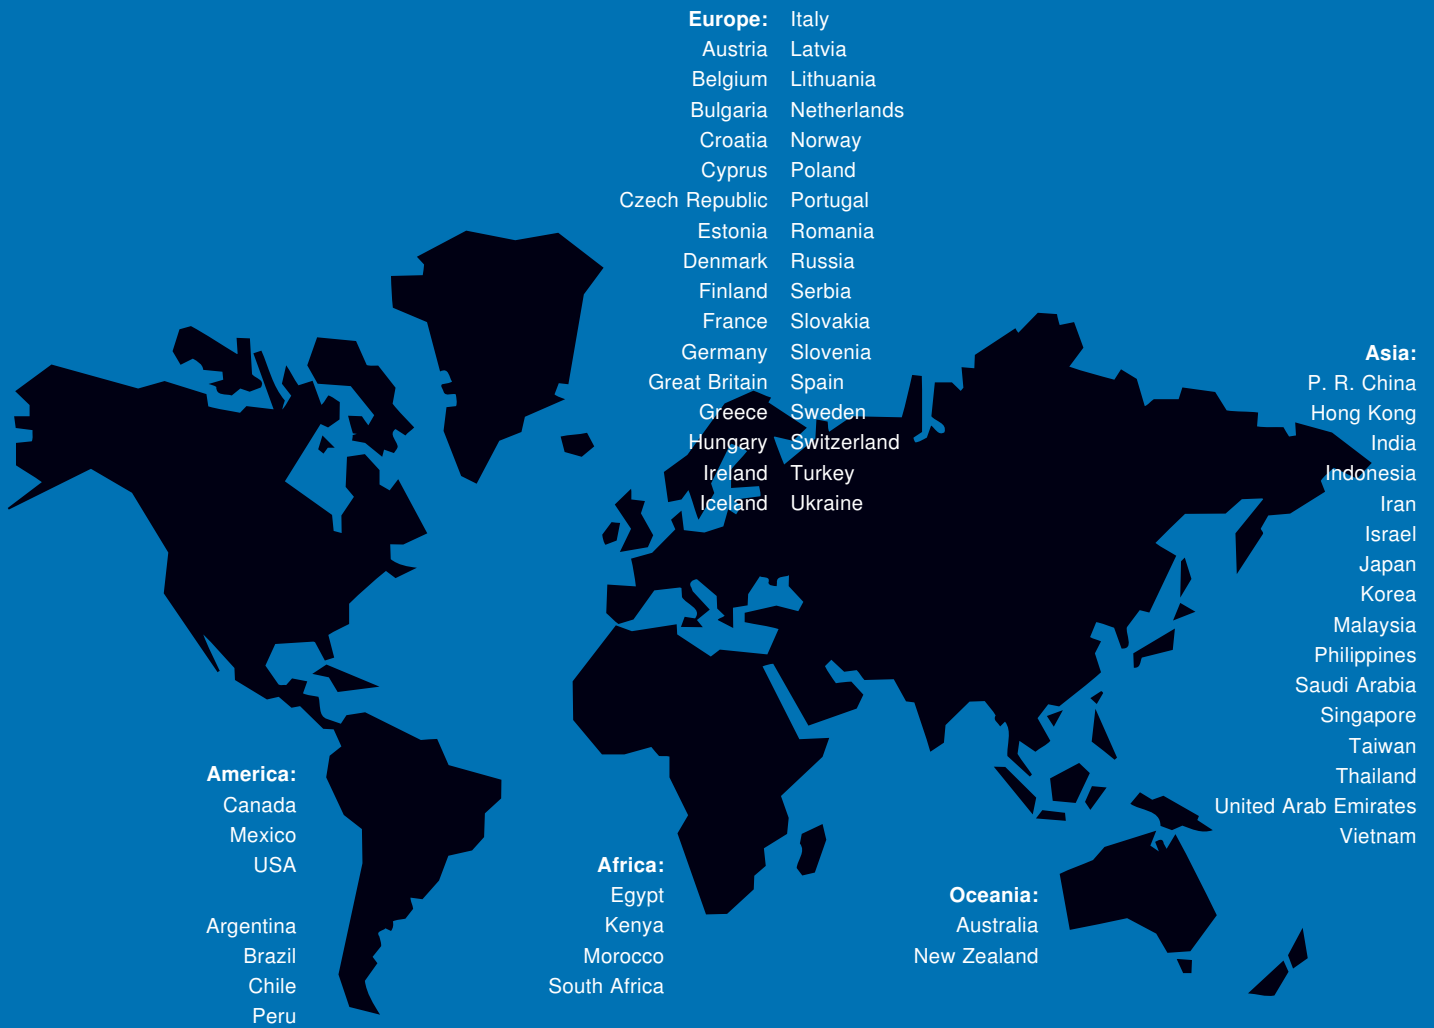 Europe:
Austria
Belgium
Bulgaria
Croatia
Cyprus
Czech Republic
Estonia
Denmark
Finland
France
Germany
Great Britain
Greece
Hungary
Ireland
Iceland
Italy
Latvia
Lithuania
Netherlands
Norway
Poland
Portugal
Romania
Russia
Serbia
Slovakia
Slovenia
Spain
Sweden
Switzerland
Turkey
Ukraine
Asia:
P. R. China
Hong Kong
India
Indonesia
Iran
Israel
Japan
Korea
Malaysia
Philippines
Saudi Arabia
Singapore
Taiwan
Thailand
United Arab Emirates
Vietnam
America:
Canada
Mexico
USA
Argentina
Brazil
Chile
Peru
Africa:
Egypt
Kenya
Morocco
South Africa
Oceania:
Australia
New Zealand